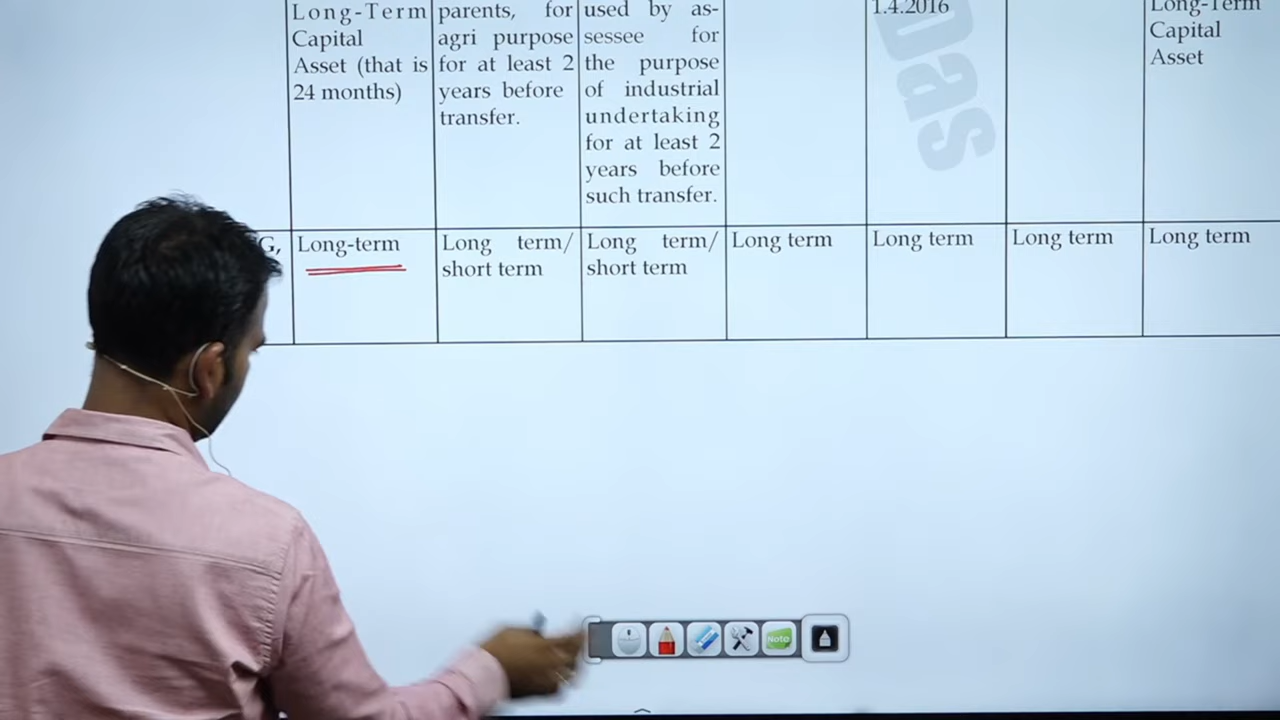 Long-Term
Capital
Asset (that is
24 months)
parents, for
agri purpose
for at least 2
years before
transfer.
used by as-
sessee for
the purpose
of industrial
undertaking
for at least 2
years before
such transfer.
1.4.2016
Long-Term
Capital
Asset
Das
G,
Long-term
Long term/
short term
Long term/
short term
Long term
Long term
Long term
Long term
Note